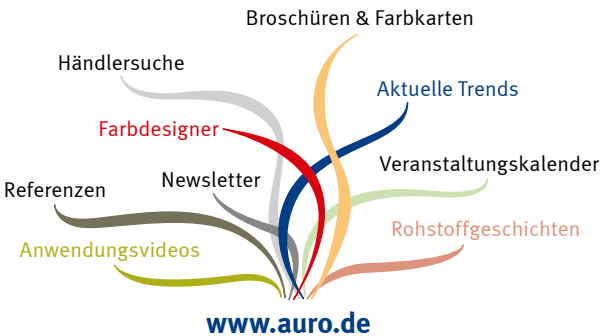 Broschüren & Farbkarten
Händlersuche
Aktuelle Trends
Farbdesigner
Veranstaltungskalender
Newsletter
Referenzen
Rohstoffgeschichten
Anwendungsvideos
www.auro.de